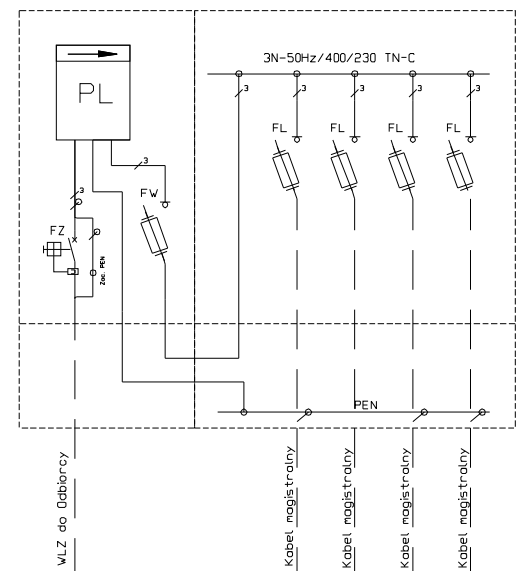 3N-50Hz/400/230 TN-C
PL
3
3
3
3
3
3
FL
FL
FL
FL
3
FW
FZ
Zac. PEN
PEN
WLZ do Odbiorcy
Kabel magistralny
Kabel magistralny
Kabel magistralny
Kabel magistralny